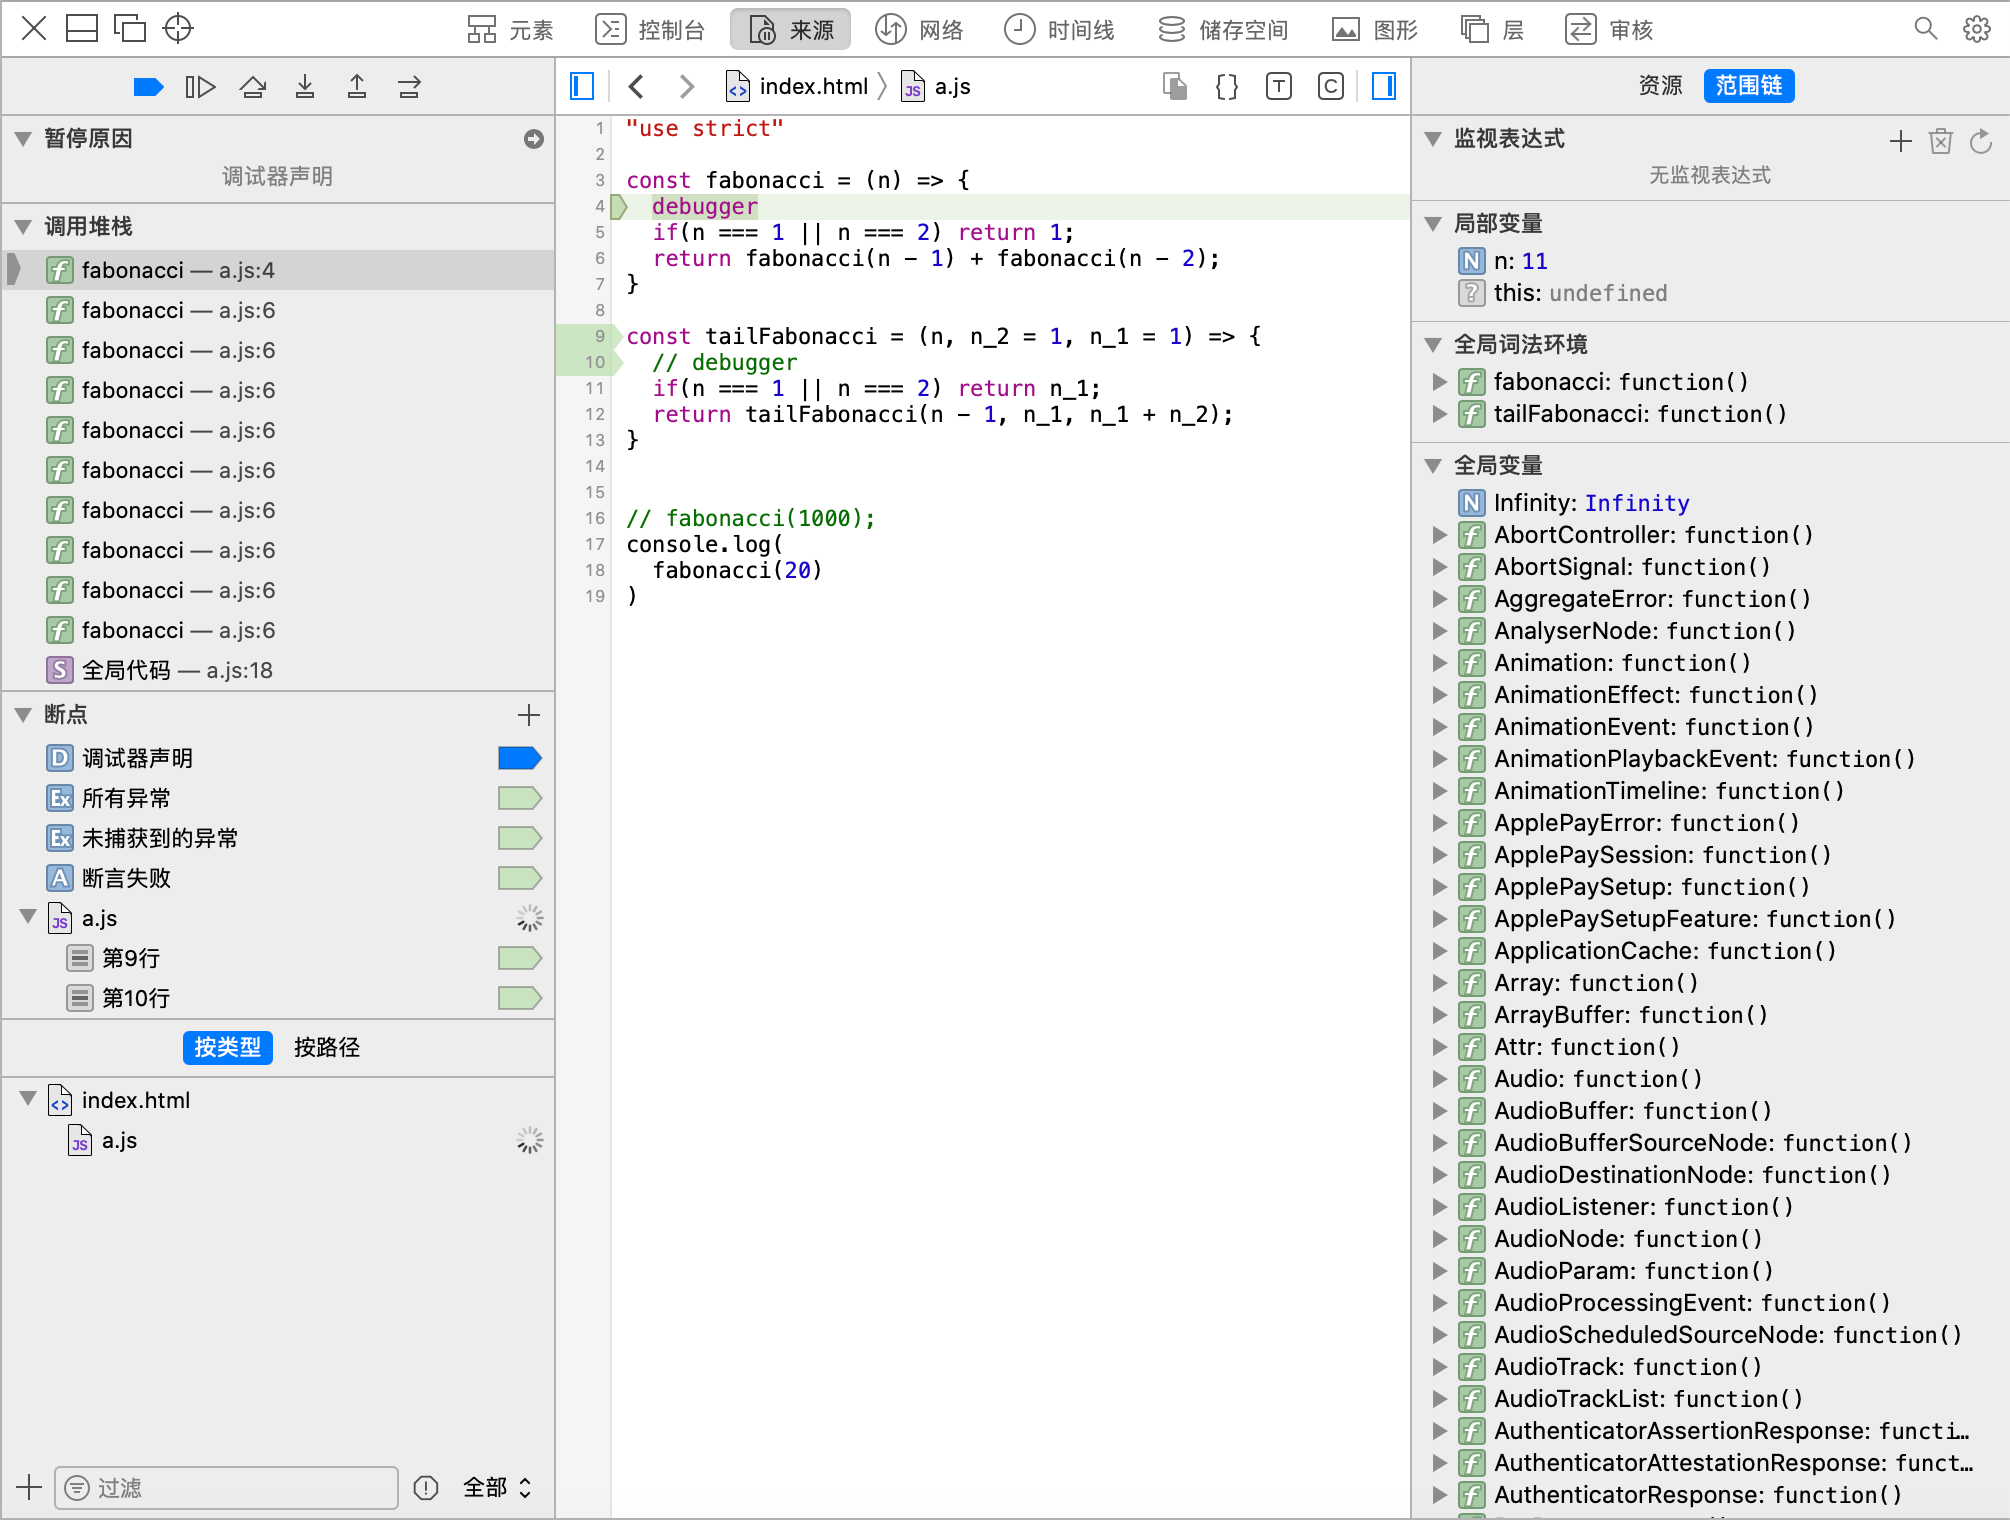 元素 控制台 来源 网络 时间线 储存空间 图形 层 审核
index.html a.js
资源 范围链
暂停原因
调试器声明
调用堆栈
fabonacci — a.js:4
fabonacci — a.js:6
fabonacci — a.js:6
fabonacci — a.js:6
fabonacci — a.js:6
fabonacci — a.js:6
fabonacci — a.js:6
fabonacci — a.js:6
fabonacci — a.js:6
fabonacci — a.js:6
S 全局代码 — a.js:18
断点
D 调试器声明
Ex 所有异常
Ex 未捕获到的异常
A 断言失败
JS a.js
第9行
第10行
按类型 按路径
index.html
JS a.js
过滤 全部
1 "use strict"
2
3 const fabonacci = (n) => {
4 debugger
5 if(n === 1 || n === 2) return 1;
6 return fabonacci(n - 1) + fabonacci(n - 2);
7 }
8
9 const tailFabonacci = (n, n_2 = 1, n_1 = 1) => {
10 // debugger
11 if(n === 1 || n === 2) return n_1;
12 return tailFabonacci(n - 1, n_1, n_1 + n_2);
13 }
14
15
16 // fabonacci(1000);
17 console.log(
18 fabonacci(20)
19 )
监视表达式
无监视表达式
局部变量
N n: 11
? this: undefined
全局词法环境
f fabonacci: function()
f tailFabonacci: function()
全局变量
N Infinity: Infinity
f AbortController: function()
f AbortSignal: function()
f AggregateError: function()
f AnalyserNode: function()
f Animation: function()
f AnimationEffect: function()
f AnimationEvent: function()
f AnimationPlaybackEvent: function()
f AnimationTimeline: function()
f ApplePayError: function()
f ApplePaySession: function()
f ApplePaySetup: function()
f ApplePaySetupFeature: function()
f ApplicationCache: function()
f Array: function()
f ArrayBuffer: function()
f Attr: function()
f Audio: function()
f AudioBuffer: function()
f AudioBufferSourceNode: function()
f AudioDestinationNode: function()
f AudioListener: function()
f AudioNode: function()
f AudioParam: function()
f AudioProcessingEvent: function()
f AudioScheduledSourceNode: function()
f AudioTrack: function()
f AudioTrackList: function()
f AuthenticatorAssertionResponse: functi…
f AuthenticatorAttestationResponse: funct…
f AuthenticatorResponse: function()